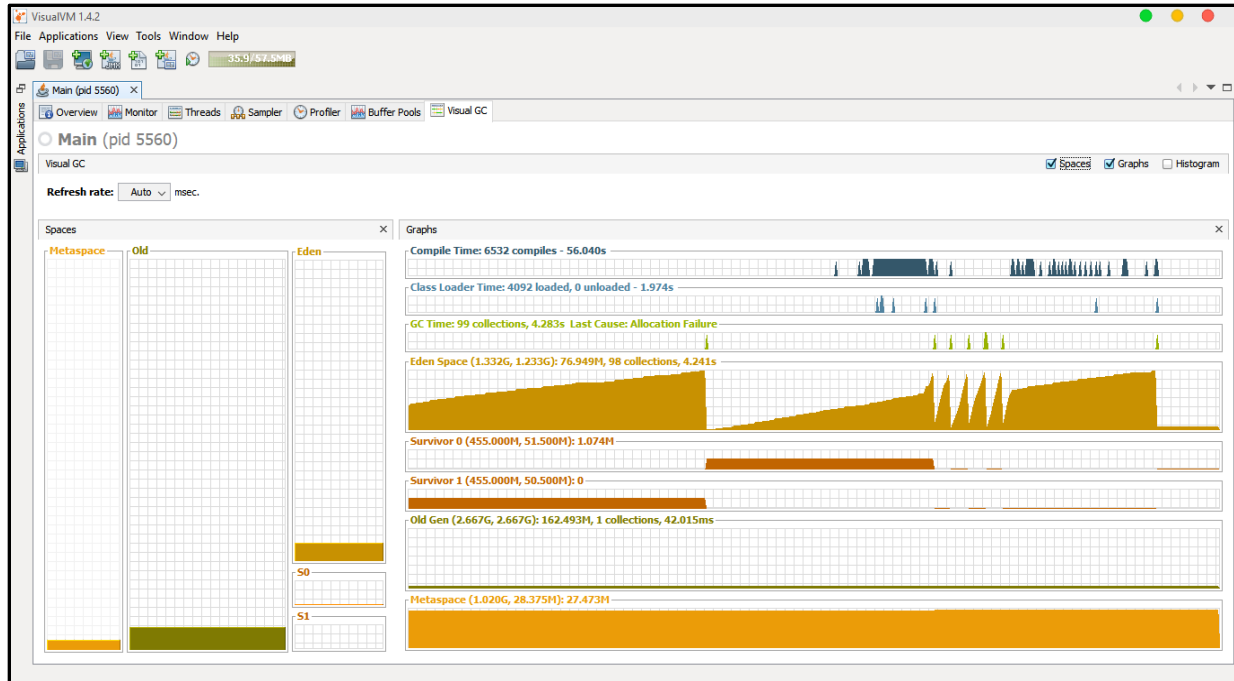 VisualVM 1.4.2
File Applications View Tools Window Help
35.9/57.5MB
Applications
Main (pid 5560)
Overview Monitor Threads Sampler Profiler Buffer Pools Visual GC
Main (pid 5560)
Visual GC
Spaces Graphs Histogram
Refresh rate: Auto msec.
Spaces
Metaspace Old Eden
S0
S1
Graphs
Compile Time: 6532 compiles - 56.040s
Class Loader Time: 4092 loaded, 0 unloaded - 1.974s
GC Time: 99 collections, 4.283s Last Cause: Allocation Failure
Eden Space (1.332G, 1.233G): 76.949M, 98 collections, 4.241s
Survivor 0 (455.000M, 51.500M): 1.074M
Survivor 1 (455.000M, 50.500M): 0
Old Gen (2.667G, 2.667G): 162.493M, 1 collections, 42.015ms
Metaspace (1.020G, 28.375M): 27.473M